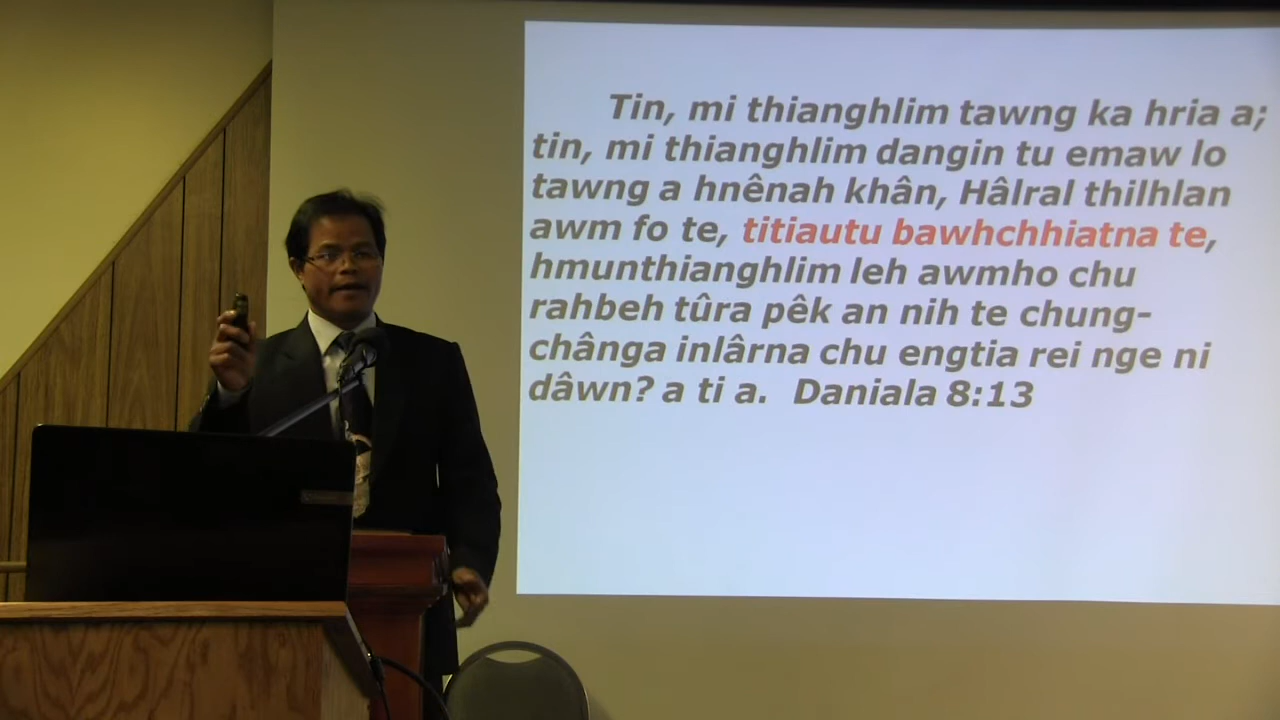 Tin, mi thianghlim tawng ka hria a;
tin, mi thianghlim dangin tu emaw lo
tawng a hnênah khân, Hâlral thilhlan
awm fo te, titiautu bawhchhiatna te,
hmunthianghlim leh awmho chu
rahbeh tûra pêk an nih te chung-
chânga inlârna chu engtia rei nge ni
dâwn? a ti a. Daniala 8:13